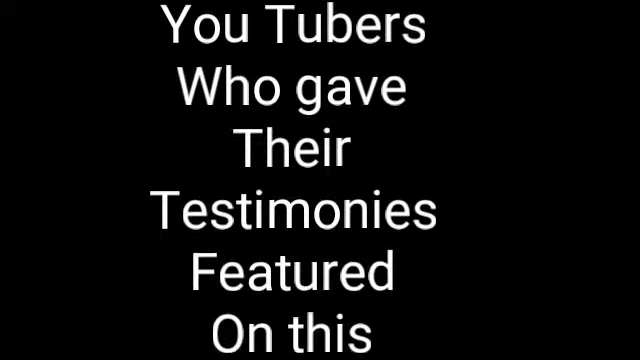 You Tubers
Who gave
Their
Testimonies
Featured
On this